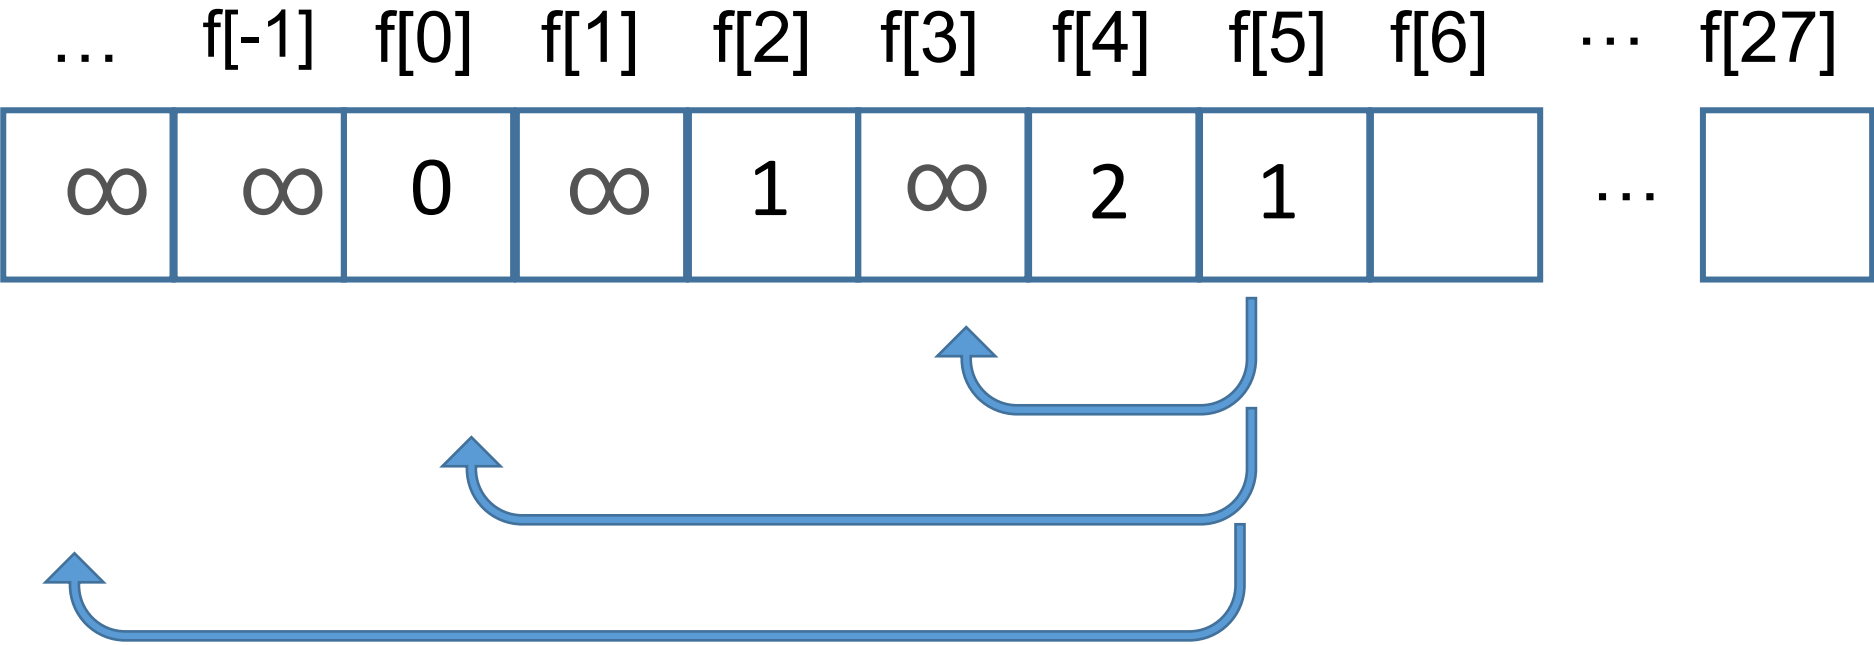 ... f[-1] f[0] f[1] f[2] f[3] f[4] f[5] f[6] ... f[27]
∞ ∞ 0 ∞ 1 ∞ 2 1 ...